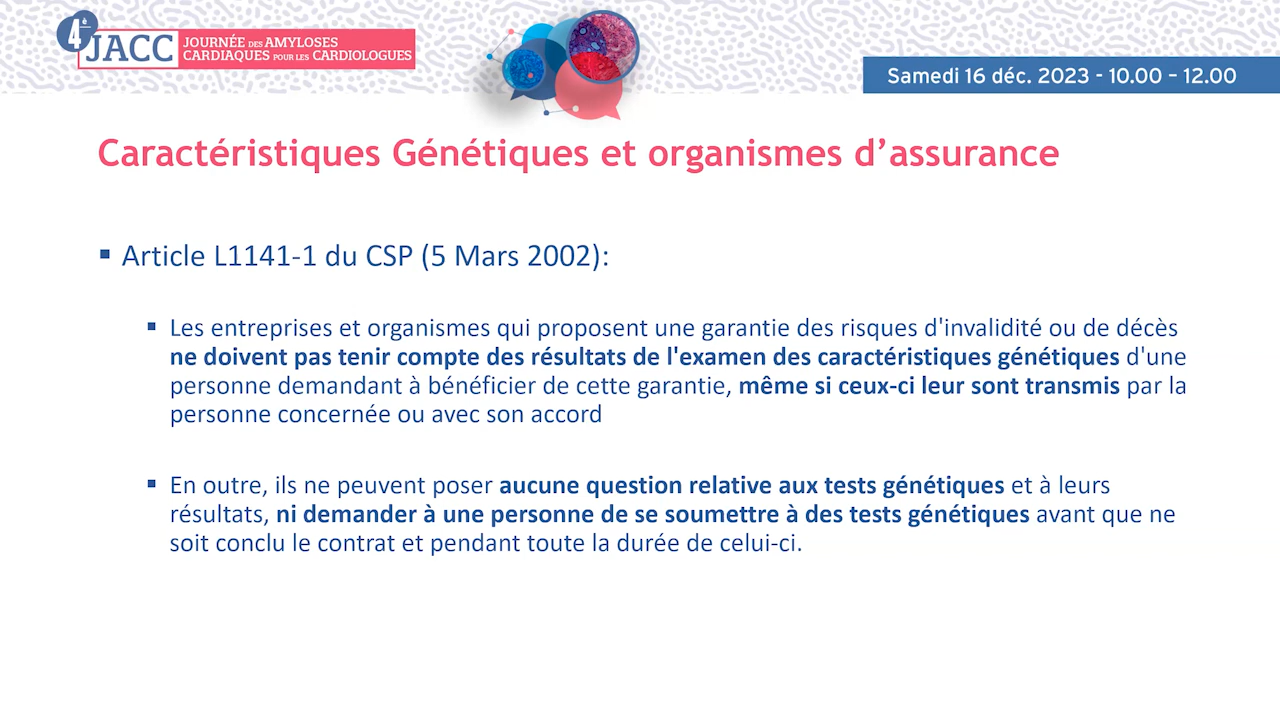 4è
JACC
JOURNÉE DES AMYLOSES
CARDIAQUES POUR LES CARDIOLOGUES
Samedi 16 déc. 2023 - 10.00 – 12.00
Caractéristiques Génétiques et organismes d’assurance
▪ Article L1141-1 du CSP (5 Mars 2002):
▪ Les entreprises et organismes qui proposent une garantie des risques d'invalidité ou de décès
ne doivent pas tenir compte des résultats de l'examen des caractéristiques génétiques d'une
personne demandant à bénéficier de cette garantie, même si ceux-ci leur sont transmis par la
personne concernée ou avec son accord
▪ En outre, ils ne peuvent poser aucune question relative aux tests génétiques et à leurs
résultats, ni demander à une personne de se soumettre à des tests génétiques avant que ne
soit conclu le contrat et pendant toute la durée de celui-ci.